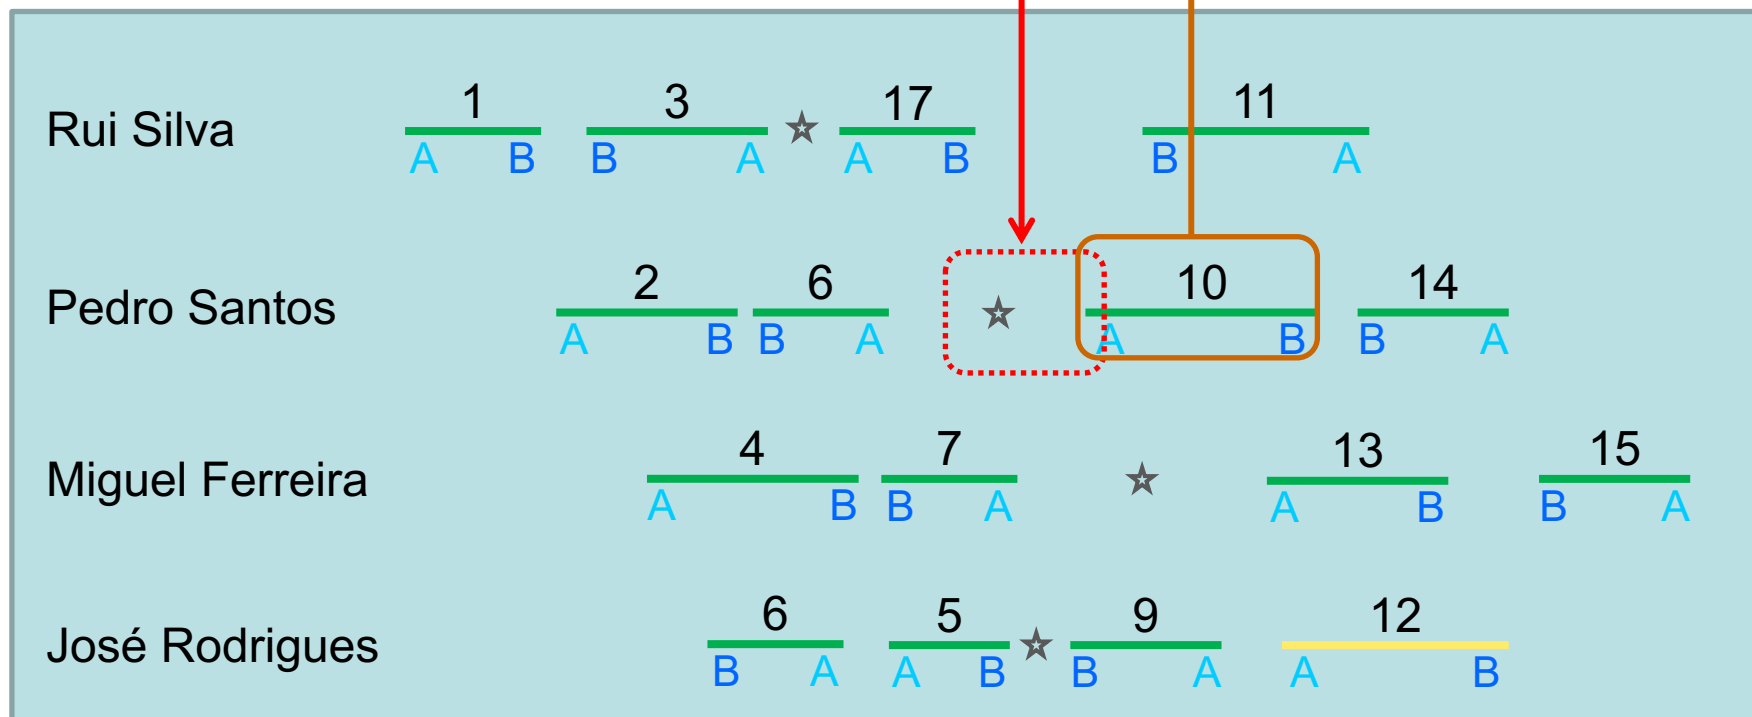 1 3 17 11
Rui Silva
A B B A A B B A
2 6 10 14
Pedro Santos
A B B A A B B A
4 7 13 15
Miguel Ferreira
A B B A A B B A
6 5 9 12
José Rodrigues
B A A B B A A B